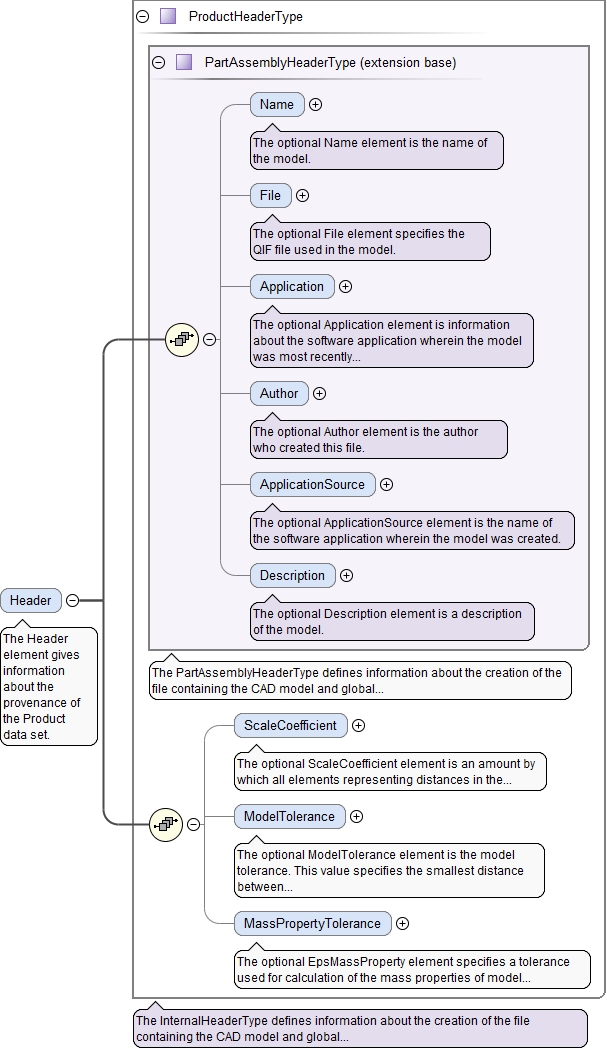 ProductHeaderType
PartAssemblyHeaderType (extension base)
Name
The optional Name element is the name of
the model.
File
The optional File element specifies the
QIF file used in the model.
Application
The optional Application element is information
about the software application wherein the model
was most recently...
Author
The optional Author element is the author
who created this file.
ApplicationSource
The optional ApplicationSource element is the name of
the software application wherein the model was created.
Description
The optional Description element is a description
of the model.
Header
The Header
element gives
information
about the
provenance of
the Product
data set.
The PartAssemblyHeaderType defines information about the creation of the
file containing the CAD model and global...
ScaleCoefficient
The optional ScaleCoefficient element is an amount by
which all elements representing distances in the...
ModelTolerance
The optional ModelTolerance element is the model
tolerance. This value specifies the smallest distance
between...
MassPropertyTolerance
The optional EpsMassProperty element specifies a tolerance
used for calculation of the mass properties of model...
The InternalHeaderType defines information about the creation of the file
containing the CAD model and global...